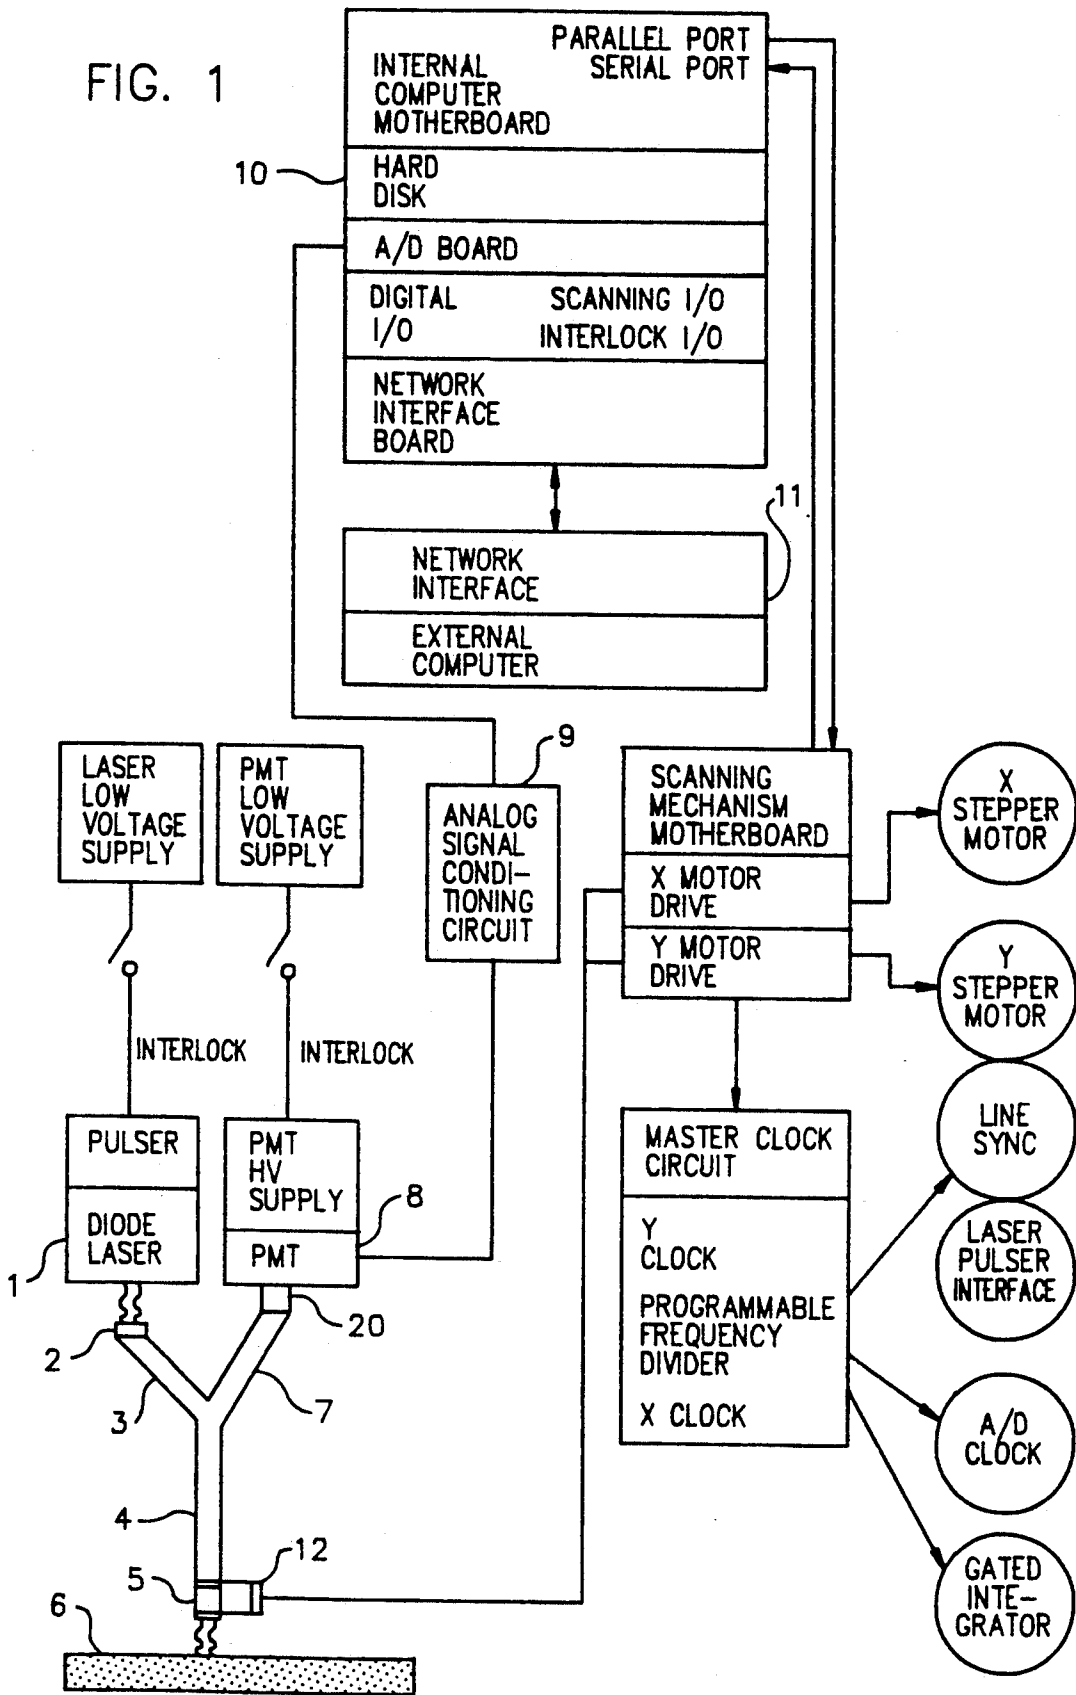 FIG. 1
PARALLEL PORT
SERIAL PORT
INTERNAL
COMPUTER
MOTHERBOARD
10
HARD
DISK
A/D BOARD
DIGITAL
I/O
SCANNING I/O
INTERLOCK I/O
NETWORK
INTERFACE
BOARD
11
NETWORK
INTERFACE
EXTERNAL
COMPUTER
LASER
LOW
VOLTAGE
SUPPLY
PMT
LOW
VOLTAGE
SUPPLY
9
ANALOG
SIGNAL
CONDI-
TIONING
CIRCUIT
SCANNING
MECHANISM
MOTHERBOARD
X MOTOR
DRIVE
Y MOTOR
DRIVE
X
STEPPER
MOTOR
Y
STEPPER
MOTOR
INTERLOCK
INTERLOCK
PULSER
DIODE
LASER
1
PMT
HV
SUPPLY
8
PMT
20
2
3
7
4
5
12
6
MASTER CLOCK
CIRCUIT
Y
CLOCK
PROGRAMMABLE
FREQUENCY
DIVIDER
X CLOCK
LINE
SYNC
LASER
PULSER
INTERFACE
A/D
CLOCK
GATED
INTE-
GRATOR